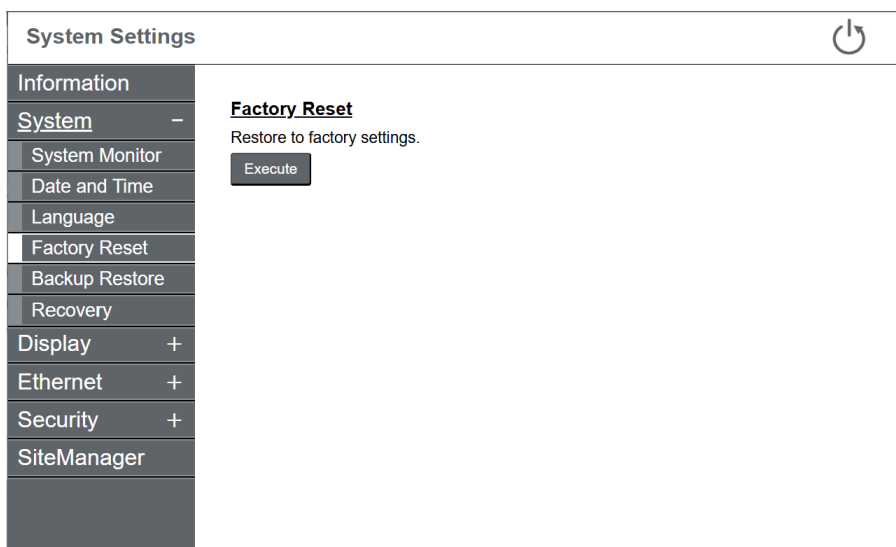 System Settings
Information
System −
System Monitor
Date and Time
Language
Factory Reset
Backup Restore
Recovery
Display +
Ethernet +
Security +
SiteManager
Factory Reset
Restore to factory settings.
Execute